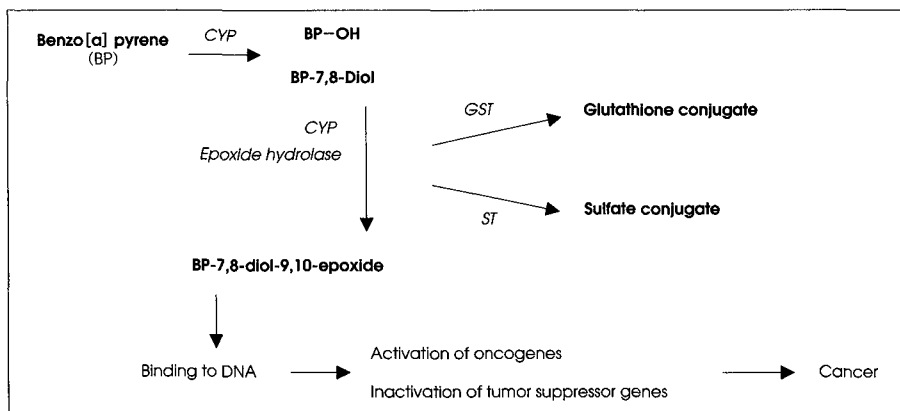 Benzo[a] pyrene
(BP)
CYP
BP--OH
BP-7,8-Diol
CYP
Epoxide hydrolase
GST
Glutathione conjugate
ST
Sulfate conjugate
BP-7,8-diol-9,10-epoxide
Binding to DNA
Activation of oncogenes
Inactivation of tumor suppressor genes
Cancer